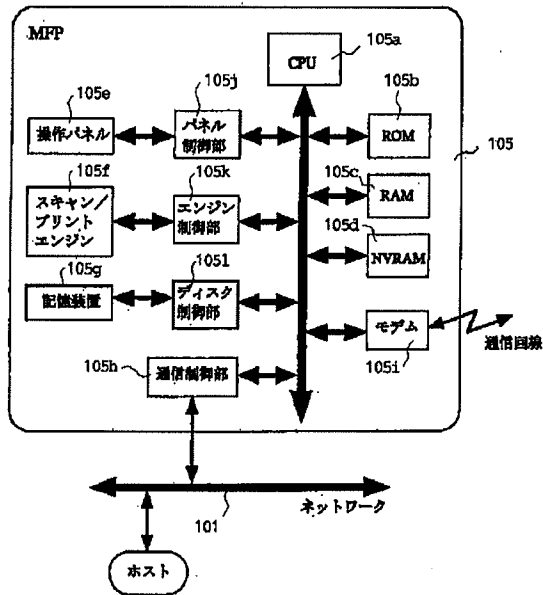 MFP
105a
CPU
105e
操作パネル
105j
パネル
制御部
105b
ROM
105
105f
スキャン／
プリント
エンジン
105k
エンジン
制御部
105c
RAM
105d
NVRAM
105g
記憶装置
105l
ディスク
制御部
モデム
105i
通信回線
105h
通信制御部
ネットワーク
101
ホスト